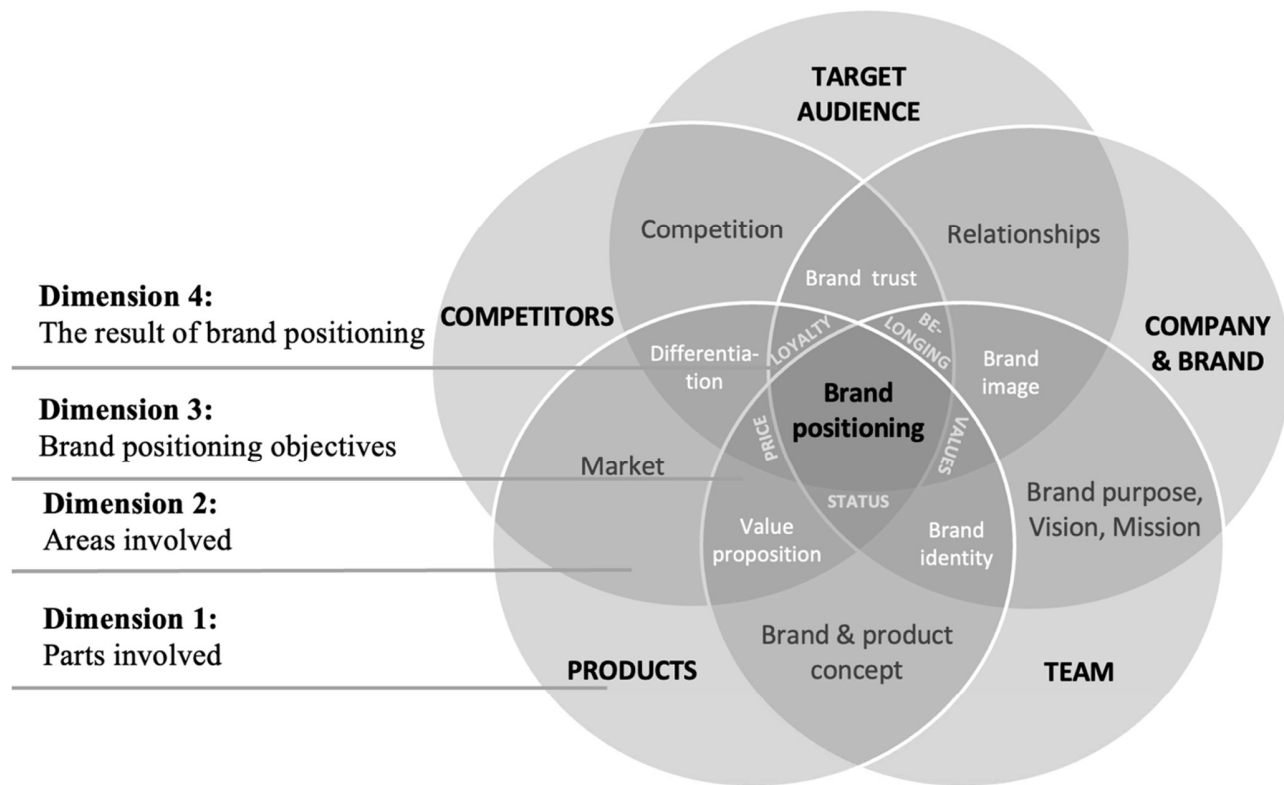 TARGET
AUDIENCE
Competition
Relationships
Brand trust
Dimension 4:
The result of brand positioning
COMPETITORS
LOYALTY
BE-
LONGING
COMPANY
& BRAND
Differentia-
tion
Brand
image
Brand
positioning
Dimension 3:
Brand positioning objectives
PRICE
VALUES
Market
Brand purpose,
Vision, Mission
STATUS
Dimension 2:
Areas involved
Value
proposition
Brand
identity
Dimension 1:
Parts involved
Brand & product
concept
PRODUCTS
TEAM